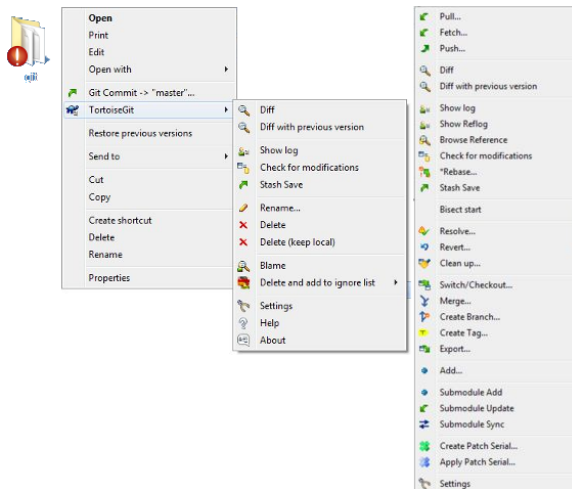 Open
Print
Edit
Open with
Git Commit -> "master"...
TortoiseGit
Restore previous versions
Send to
Cut
Copy
Create shortcut
Delete
Rename
Properties
Diff
Diff with previous version
Show log
Check for modifications
Stash Save
Rename...
Delete
Delete (keep local)
Blame
Delete and add to ignore list
Settings
Help
About
Pull...
Fetch...
Push...
Diff
Diff with previous version
Show log
Show Reflog
Browse Reference
Check for modifications
*Rebase...
Stash Save
Bisect start
Resolve...
Revert...
Clean up...
Switch/Checkout...
Merge...
Create Branch...
Create Tag...
Export...
Add...
Submodule Add
Submodule Update
Submodule Sync
Create Patch Serial...
Apply Patch Serial...
Settings